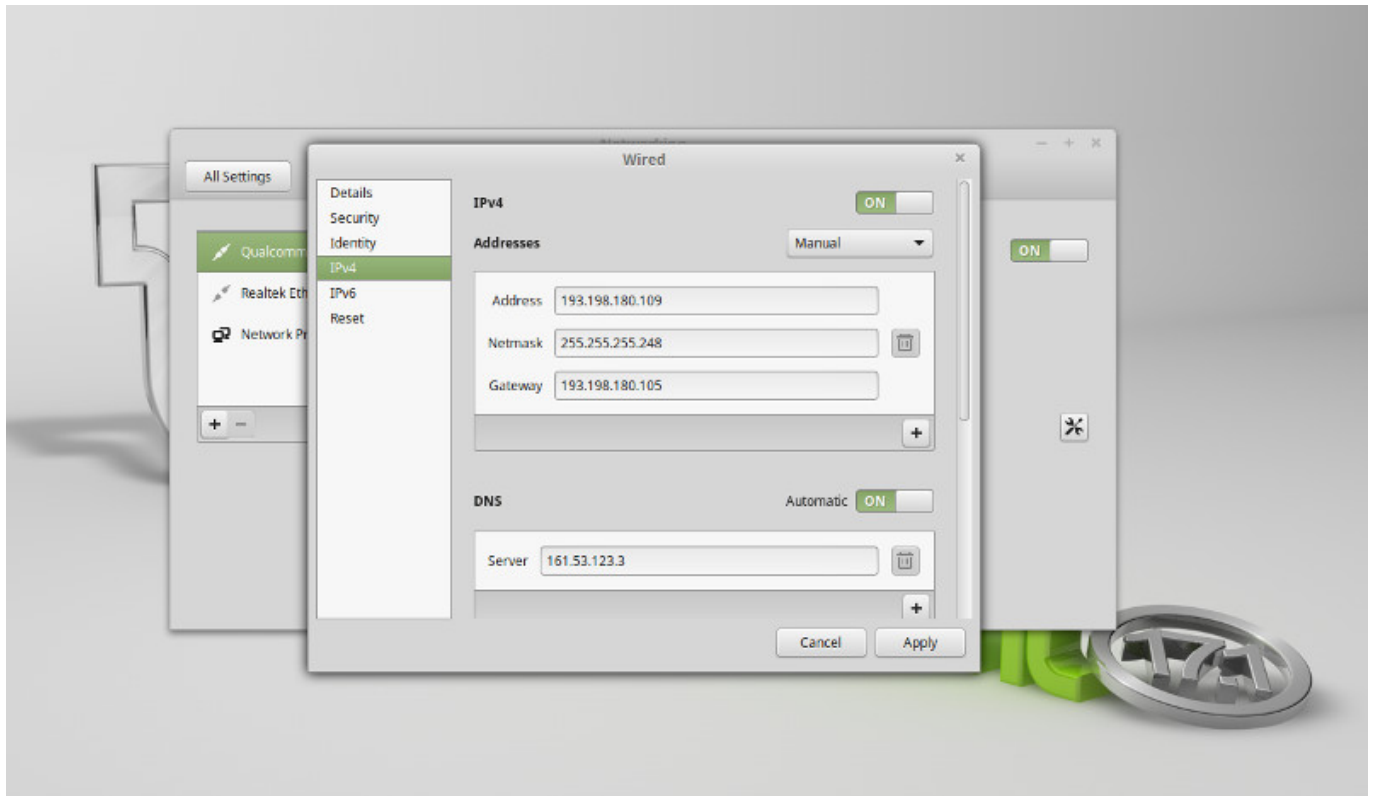 Wired
All Settings
Details
Security
Identity
IPv4
IPv6
Reset
Qualcomm
Realtek Eth
Network Pr
IPv4 ON
Addresses Manual
Address 193.198.180.109
Netmask 255.255.255.248
Gateway 193.198.180.105
ON
DNS Automatic ON
Server 161.53.123.3
Cancel Apply
17.1